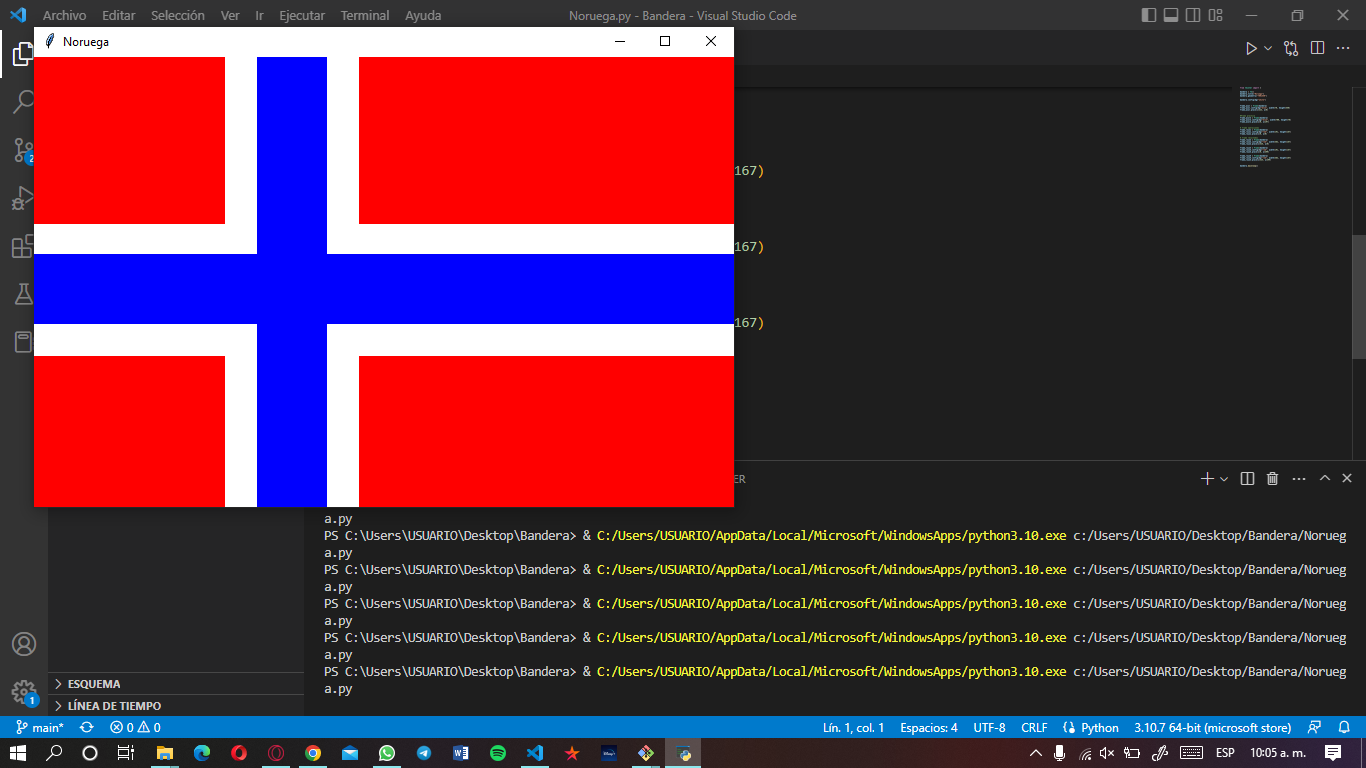 Archivo Editar Selección Ver Ir Ejecutar Terminal Ayuda Noruega.py - Bandera - Visual Studio Code
Noruega
167)
167)
167)
2
ER
a.py
PS C:\Users\USUARIO\Desktop\Bandera> & C:/Users/USUARIO/AppData/Local/Microsoft/WindowsApps/python3.10.exe c:/Users/USUARIO/Desktop/Bandera/Norueg
a.py
PS C:\Users\USUARIO\Desktop\Bandera> & C:/Users/USUARIO/AppData/Local/Microsoft/WindowsApps/python3.10.exe c:/Users/USUARIO/Desktop/Bandera/Norueg
a.py
PS C:\Users\USUARIO\Desktop\Bandera> & C:/Users/USUARIO/AppData/Local/Microsoft/WindowsApps/python3.10.exe c:/Users/USUARIO/Desktop/Bandera/Norueg
a.py
PS C:\Users\USUARIO\Desktop\Bandera> & C:/Users/USUARIO/AppData/Local/Microsoft/WindowsApps/python3.10.exe c:/Users/USUARIO/Desktop/Bandera/Norueg
a.py
PS C:\Users\USUARIO\Desktop\Bandera> & C:/Users/USUARIO/AppData/Local/Microsoft/WindowsApps/python3.10.exe c:/Users/USUARIO/Desktop/Bandera/Norueg
a.py
ESQUEMA
1
LÍNEA DE TIEMPO
main* 0 0 Lín. 1, col. 1 Espacios: 4 UTF-8 CRLF Python 3.10.7 64-bit (microsoft store)
ESP 10:05 a. m.